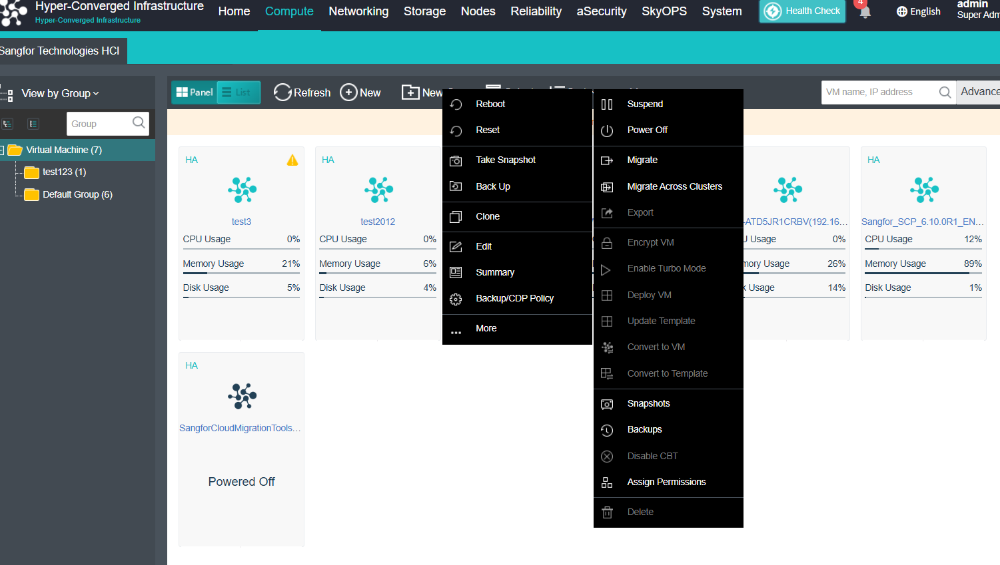 Hyper-Converged Infrastructure
Hyper-Converged Infrastructure
Home Compute Networking Storage Nodes Reliability aSecurity SkyOPS System
Health Check
4
English
admin
Super Adm
Sangfor Technologies HCI
View by Group
Group
Virtual Machine (7)
test123 (1)
Default Group (6)
Panel List Refresh New New
VM name, IP address
Advance
HA
test3
CPU Usage 0%
Memory Usage 21%
Disk Usage 5%
HA
test2012
CPU Usage 0%
Memory Usage 6%
Disk Usage 4%
Reboot
Reset
Take Snapshot
Back Up
Clone
Edit
Summary
Backup/CDP Policy
More
Suspend
Power Off
Migrate
Migrate Across Clusters
Export
Encrypt VM
Enable Turbo Mode
Deploy VM
Update Template
Convert to VM
Convert to Template
Snapshots
Backups
Disable CBT
Assign Permissions
Delete
-ATD5JR1CRBV(192.16...
U Usage 0%
mory Usage 26%
k Usage 14%
HA
Sangfor_SCP_6.10.0R1_EN...
CPU Usage 12%
Memory Usage 89%
Disk Usage 1%
HA
SangforCloudMigrationTools...
Powered Off